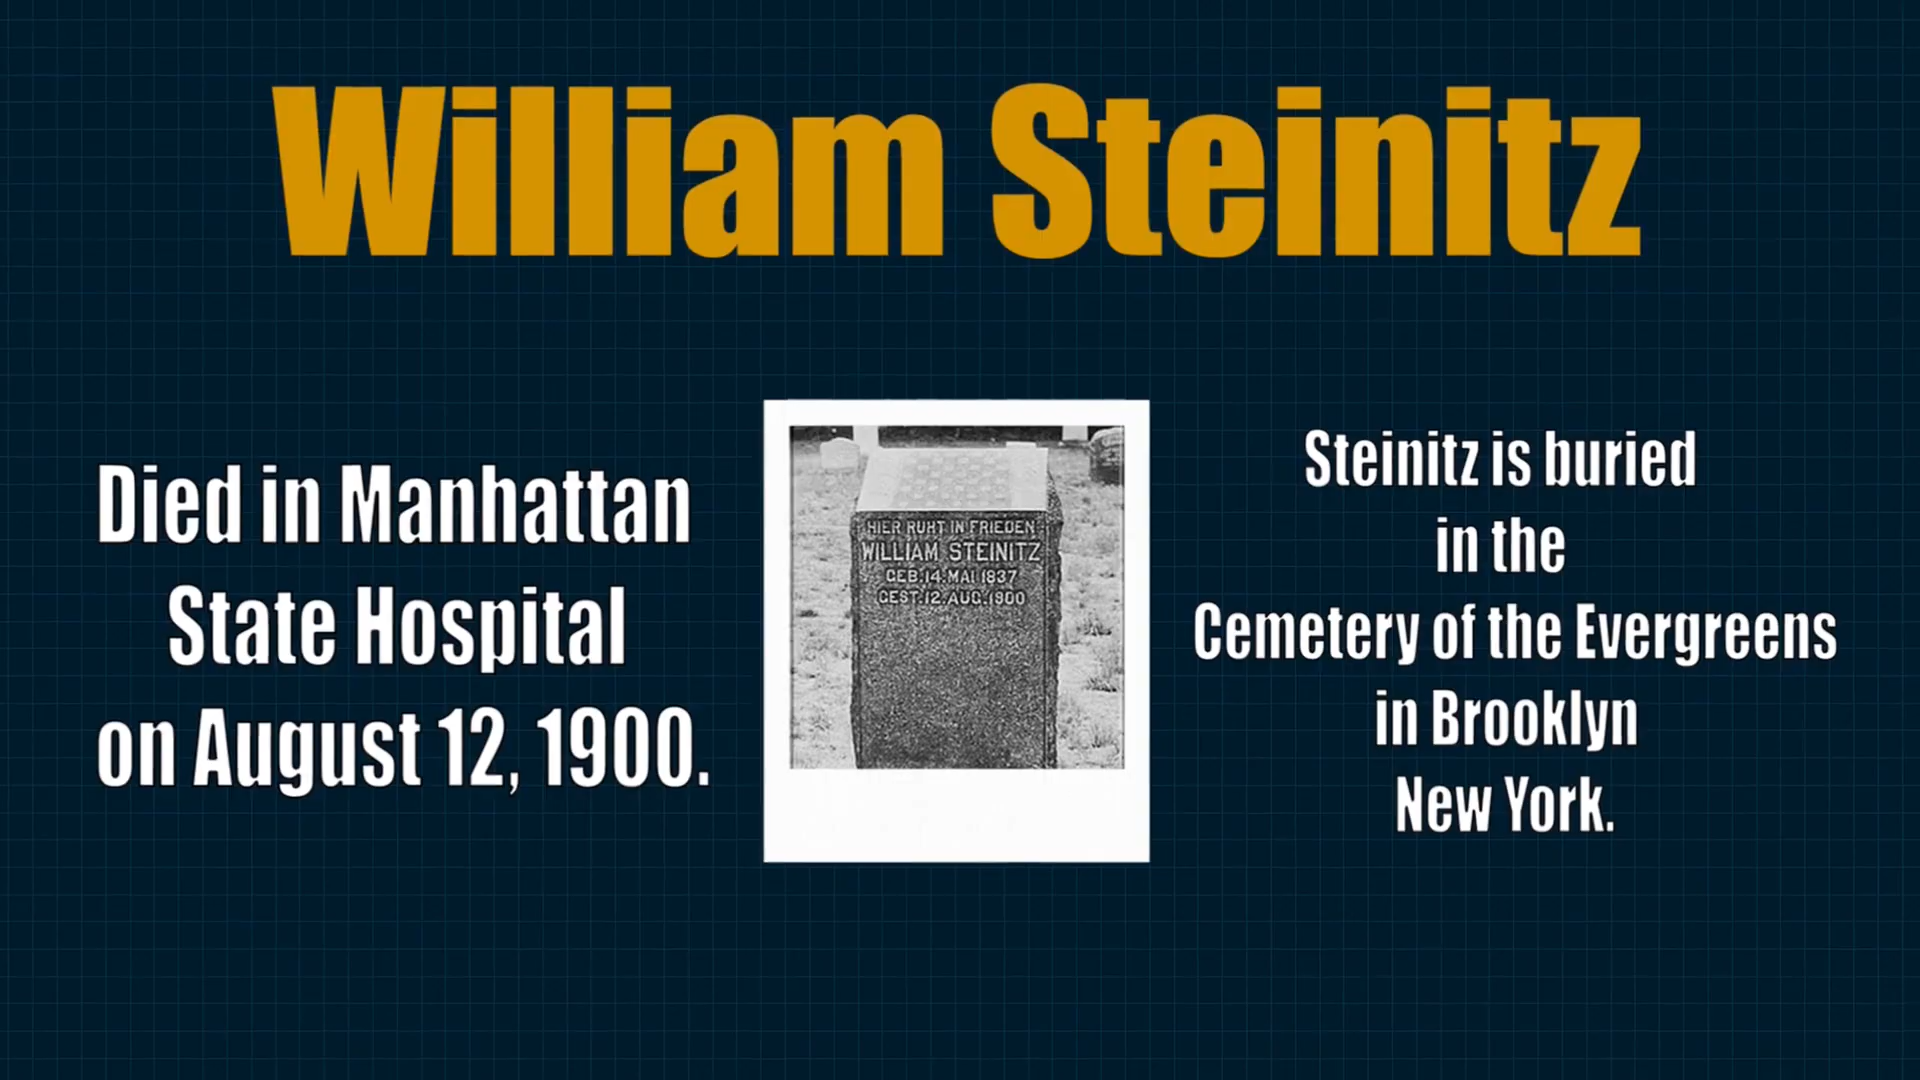 William Steinitz
Died in Manhattan
State Hospital
on August 12, 1900.
HIER RUHT IN FRIEDEN
WILLIAM STEINITZ
GEB. 14. MAI 1837
GEST. 12. AUG. 1900
Steinitz is buried
in the
Cemetery of the Evergreens
in Brooklyn
New York.